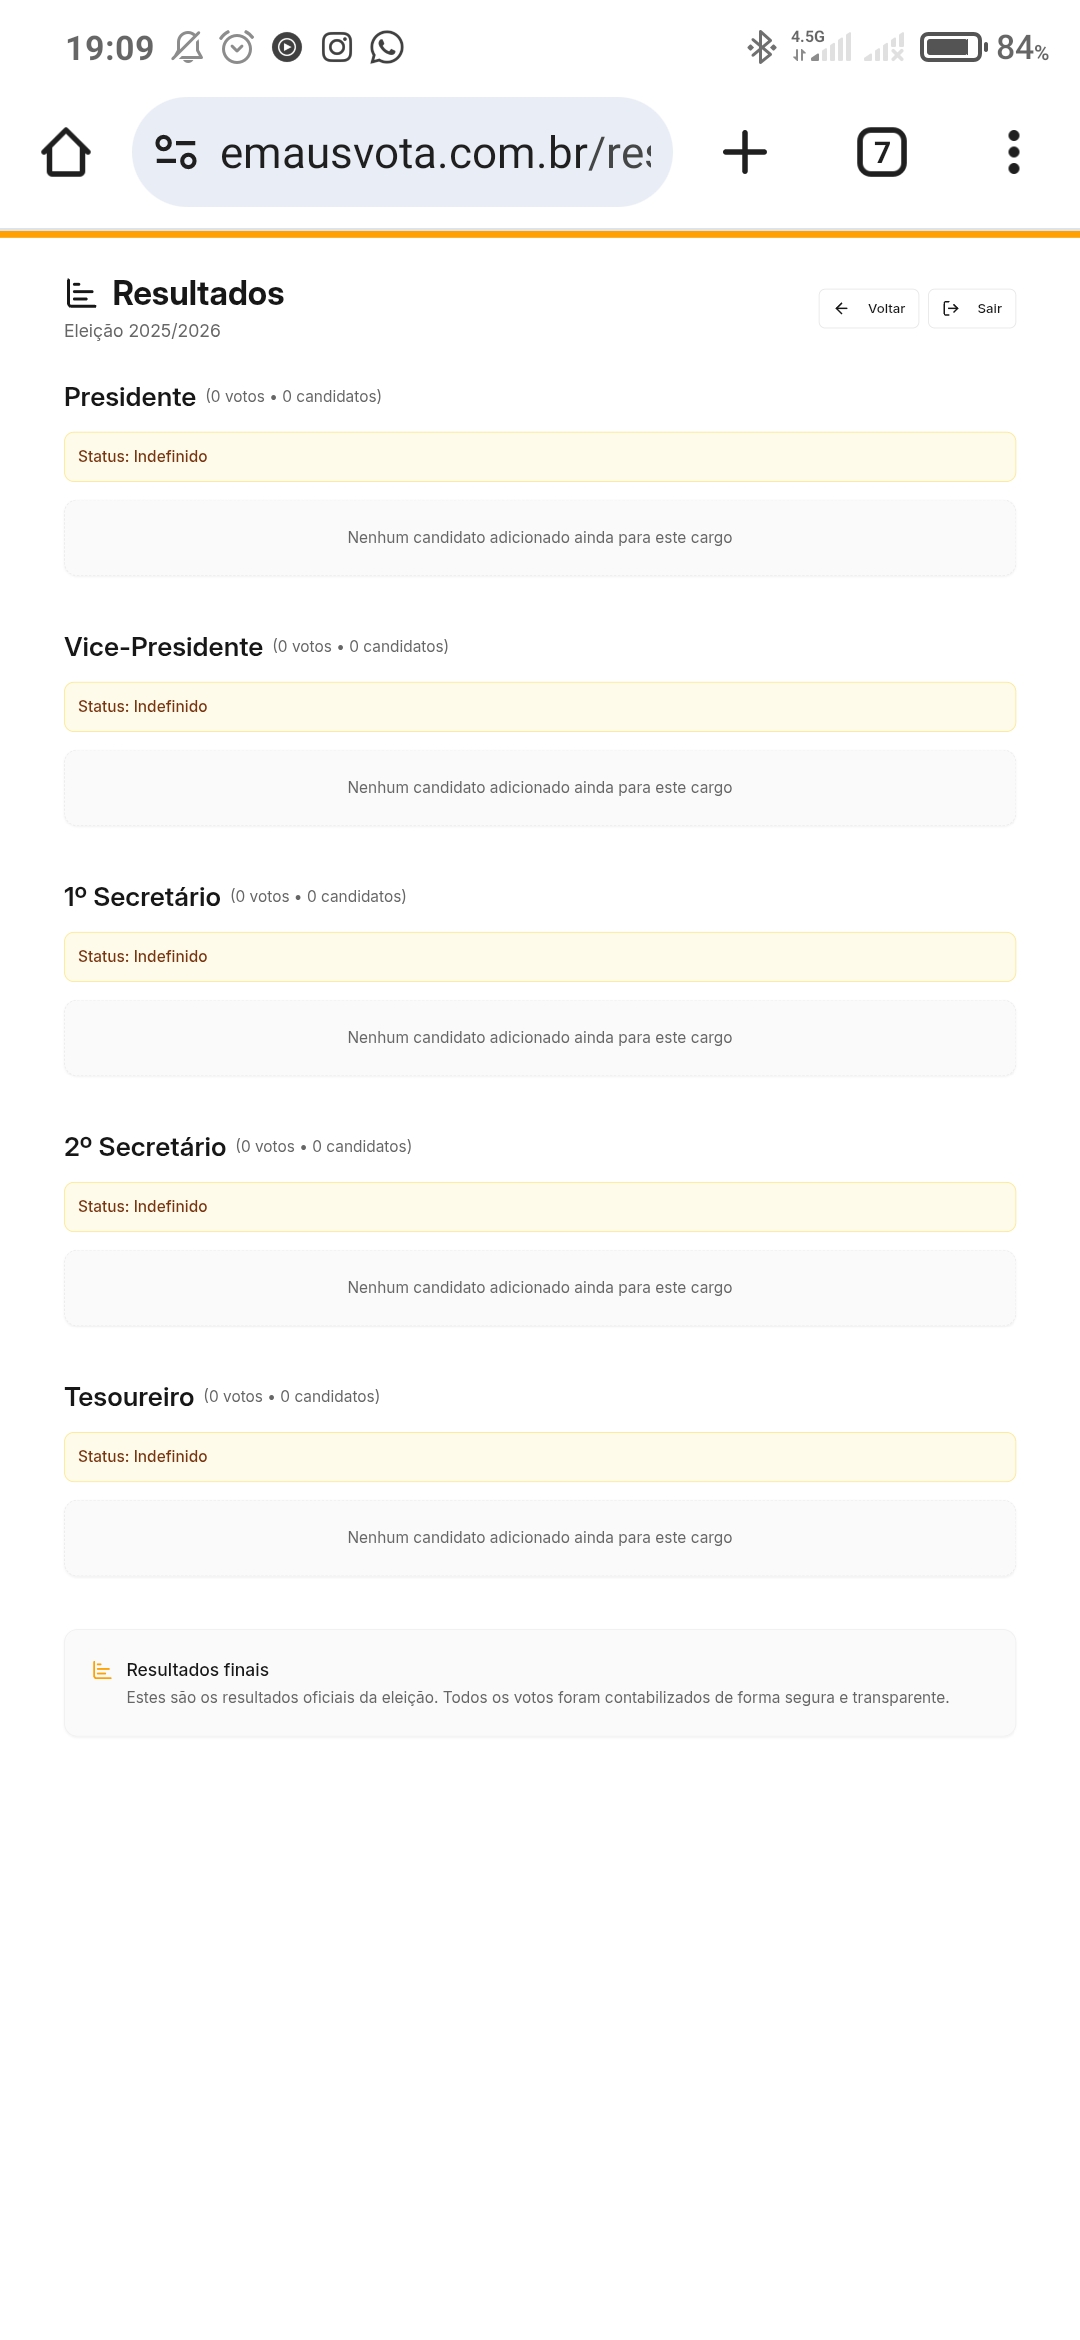 19:09
4.5G
84%
emausvota.com.br/res
7
Resultados
Eleição 2025/2026
Voltar
Sair
Presidente (0 votos • 0 candidatos)
Status: Indefinido
Nenhum candidato adicionado ainda para este cargo
Vice-Presidente (0 votos • 0 candidatos)
Status: Indefinido
Nenhum candidato adicionado ainda para este cargo
1º Secretário (0 votos • 0 candidatos)
Status: Indefinido
Nenhum candidato adicionado ainda para este cargo
2º Secretário (0 votos • 0 candidatos)
Status: Indefinido
Nenhum candidato adicionado ainda para este cargo
Tesoureiro (0 votos • 0 candidatos)
Status: Indefinido
Nenhum candidato adicionado ainda para este cargo
Resultados finais
Estes são os resultados oficiais da eleição. Todos os votos foram contabilizados de forma segura e transparente.